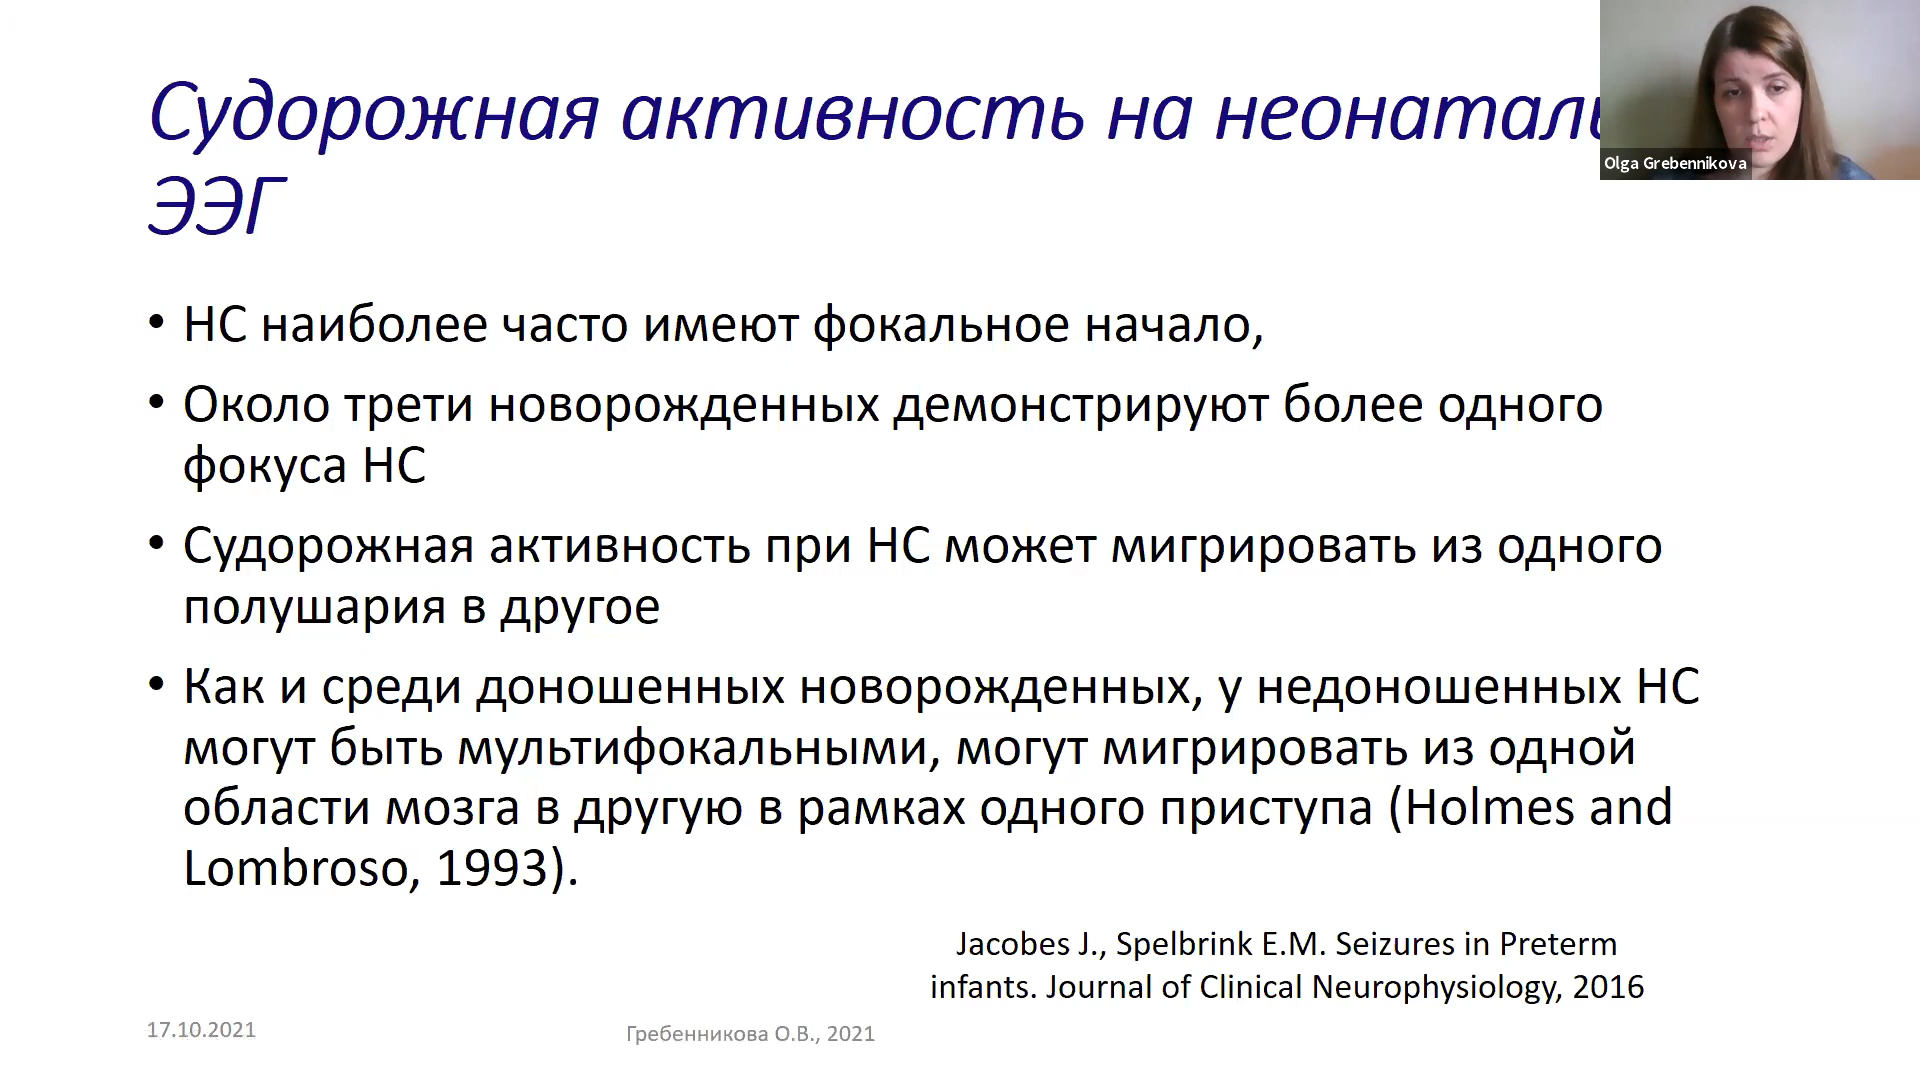 Судорожная активность на
ЭЭГ
Olga Grebennikova
• НС наиболее часто имеют фокальное начало,
• Около трети новорожденных демонстрируют более одного
фокуса НС
• Судорожная активность при НС может мигрировать из одного
полушария в другое
• Как и среди доношенных новорожденных, у недоношенных НС
могут быть мультифокальными, могут мигрировать из одной
области мозга в другую в рамках одного приступа (Holmes and
Lombroso, 1993).
Jacobes J., Spelbrink E.M. Seizures in Preterm
infants. Journal of Clinical Neurophysiology, 2016
17.10.2021
Гребенникова О.В., 2021